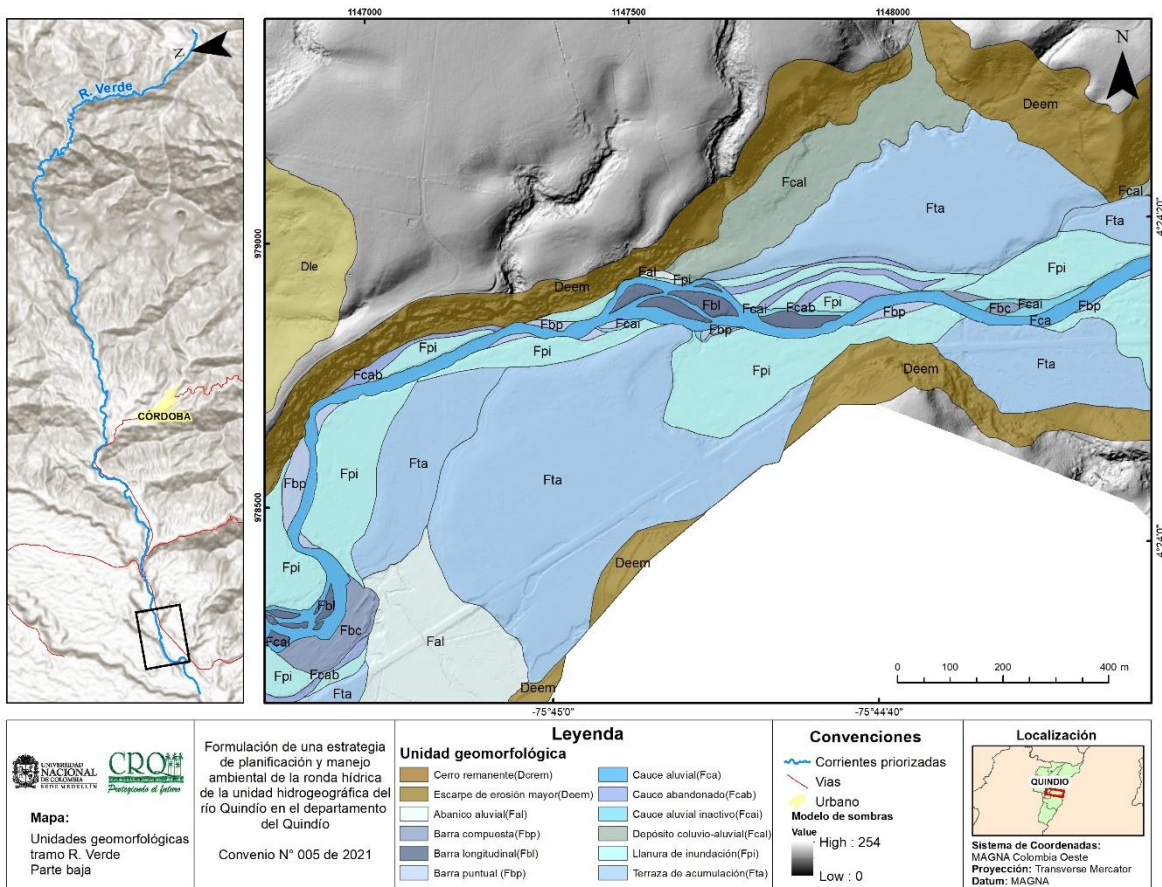 N
R. Verde
CÓRDOBA
1147000
1147500
1148000
N
979000
978500
4°24'20"
4°24'0"
-75°45'0"
-75°44'40"
Deem
Deem
Fcal
Fcal
Fta
Fta
Dle
Fpi
Fal
Fpi
Deem
Fbl
Fcai
Fcab
Fpi
Fbc
Fcai
Fbp
Fbp
Fcai
Fbp
Fbp
Fca
Fpi
Fpi
Fcab
Fpi
Deem
Fta
Fbp
Fpi
Fta
Fta
Fpi
Deem
Fbl
Fbc
Fcai
Fal
Fpi
Fcab
Fta
Deem
0
200
400 m
UNIVERSIDAD
NACIONAL
DE COLOMBIA
SEDE MEDELLÍN
CRQ
Protegiendo el futuro
Mapa:
Unidades geomorfológicas
tramo R. Verde
Parte baja
Formulación de una estrategia
de planificación y manejo
ambiental de la ronda hídrica
de la unidad hidrogeográfica del
río Quindío en el departamento
del Quindío
Convenio N° 005 de 2021
Leyenda
Unidad geomorfológica
Cerro remanente(Dcrem)
Escarpe de erosión mayor(Deem)
Abanico aluvial(Fal)
Barra compuesta(Fbp)
Barra longitudinal(Fbl)
Barra puntual (Fbp)
Cauce aluvial(Fca)
Cauce abandonado(Fcab)
Cauce aluvial inactivo(Fcai)
Depósito coluvio-aluvial(Fcal)
Llanura de inundación(Fpi)
Terraza de acumulación(Fta)
Convenciones
Corrientes priorizadas
Vias
Urbano
Modelo de sombras
Value
High : 254
Low : 0
Localización
QUINDIO
Sistema de Coordenadas:
MAGNA Colombia Oeste
Proyección: Transverse Mercator
Datum: MAGNA